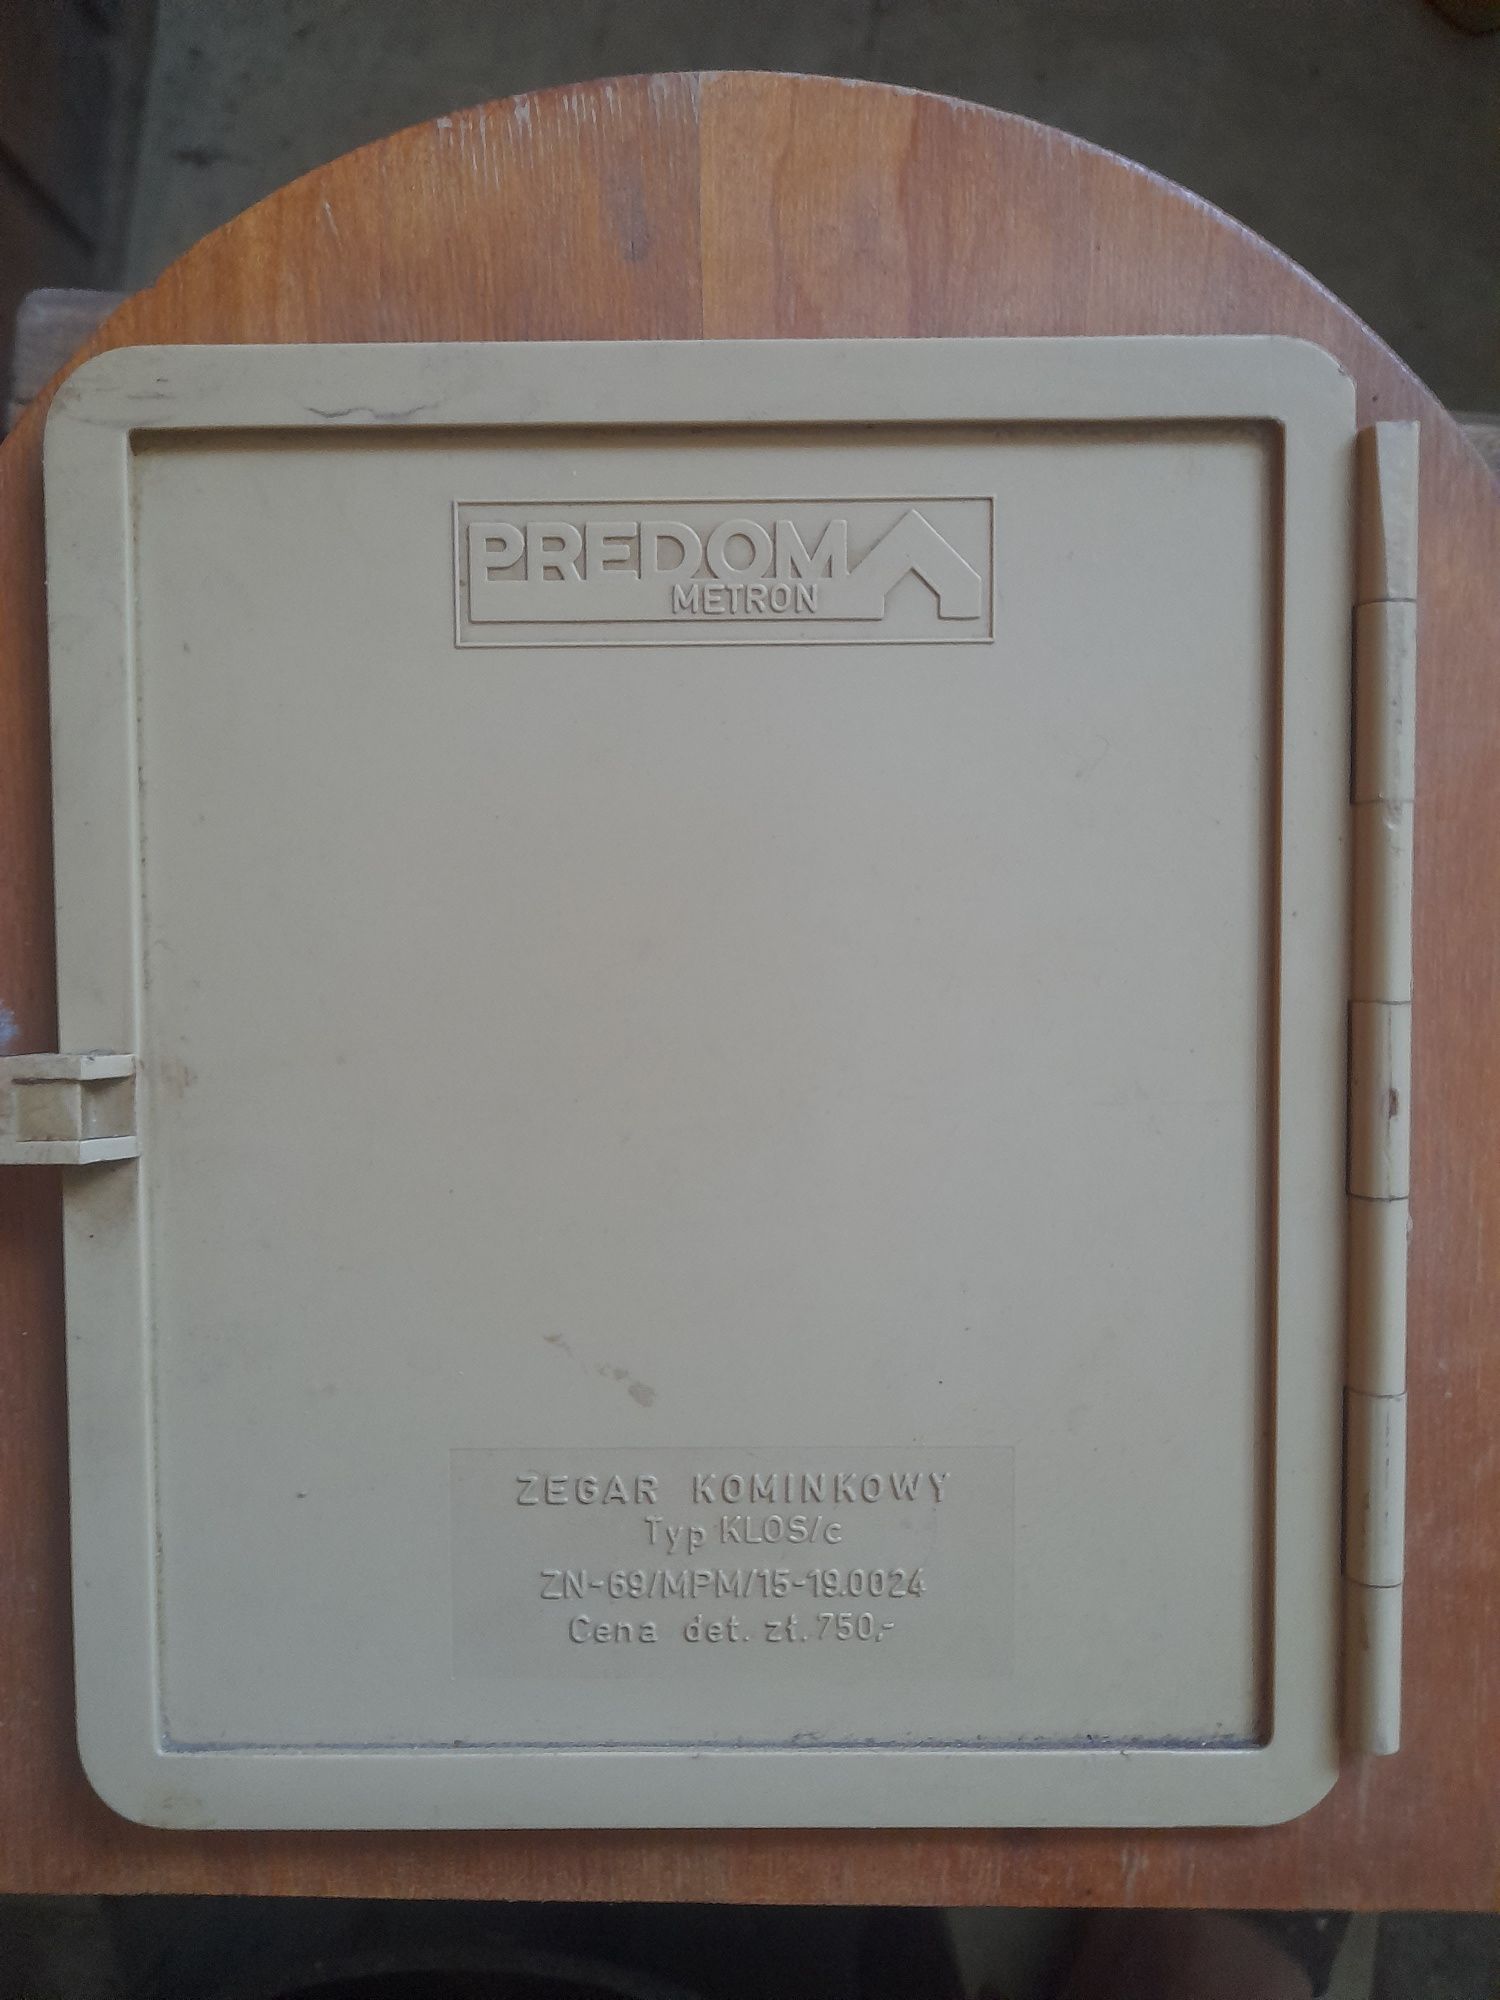 PREDOM
METRON
ZEGAR KOMINKOWY
Typ KLOS/c
ZN-69/MPM/15-19.0024
Cena det. zł. 750,-